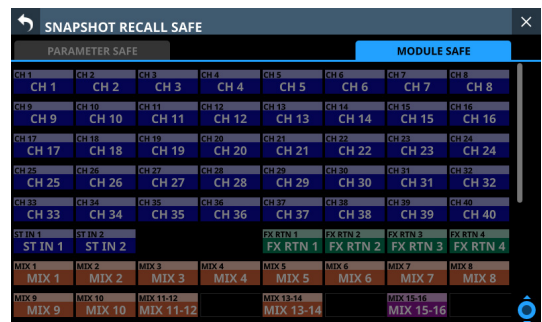 SNAPSHOT RECALL SAFE
PARAMETER SAFE MODULE SAFE
CH 1 CH 2 CH 3 CH 4 CH 5 CH 6 CH 7 CH 8
CH 1 CH 2 CH 3 CH 4 CH 5 CH 6 CH 7 CH 8
CH 9 CH 10 CH 11 CH 12 CH 13 CH 14 CH 15 CH 16
CH 9 CH 10 CH 11 CH 12 CH 13 CH 14 CH 15 CH 16
CH 17 CH 18 CH 19 CH 20 CH 21 CH 22 CH 23 CH 24
CH 17 CH 18 CH 19 CH 20 CH 21 CH 22 CH 23 CH 24
CH 25 CH 26 CH 27 CH 28 CH 29 CH 30 CH 31 CH 32
CH 25 CH 26 CH 27 CH 28 CH 29 CH 30 CH 31 CH 32
CH 33 CH 34 CH 35 CH 36 CH 37 CH 38 CH 39 CH 40
CH 33 CH 34 CH 35 CH 36 CH 37 CH 38 CH 39 CH 40
ST IN 1 ST IN 2 FX RTN 1 FX RTN 2 FX RTN 3 FX RTN 4
ST IN 1 ST IN 2 FX RTN 1 FX RTN 2 FX RTN 3 FX RTN 4
MIX 1 MIX 2 MIX 3 MIX 4 MIX 5 MIX 6 MIX 7 MIX 8
MIX 1 MIX 2 MIX 3 MIX 4 MIX 5 MIX 6 MIX 7 MIX 8
MIX 9 MIX 10 MIX 11-12 MIX 13-14 MIX 15-16
MIX 9 MIX 10 MIX 11-12 MIX 13-14 MIX 15-16